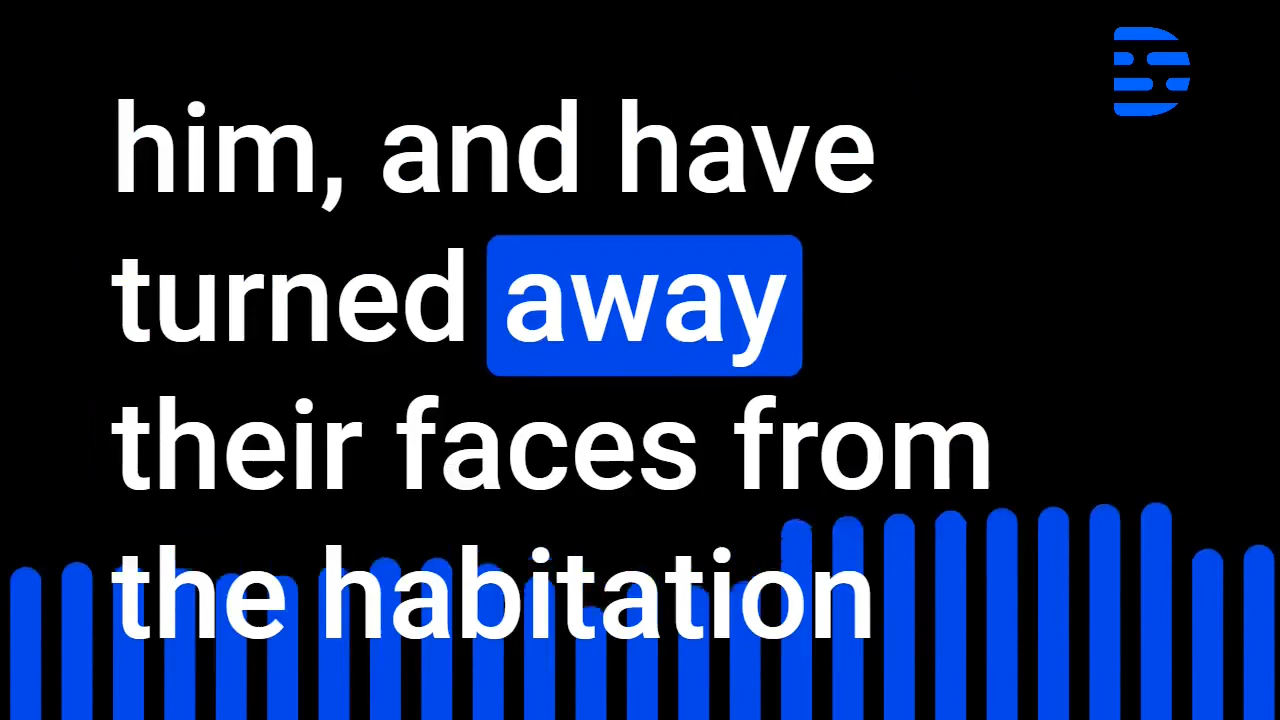 him, and have
turned away
their faces from
the habitation